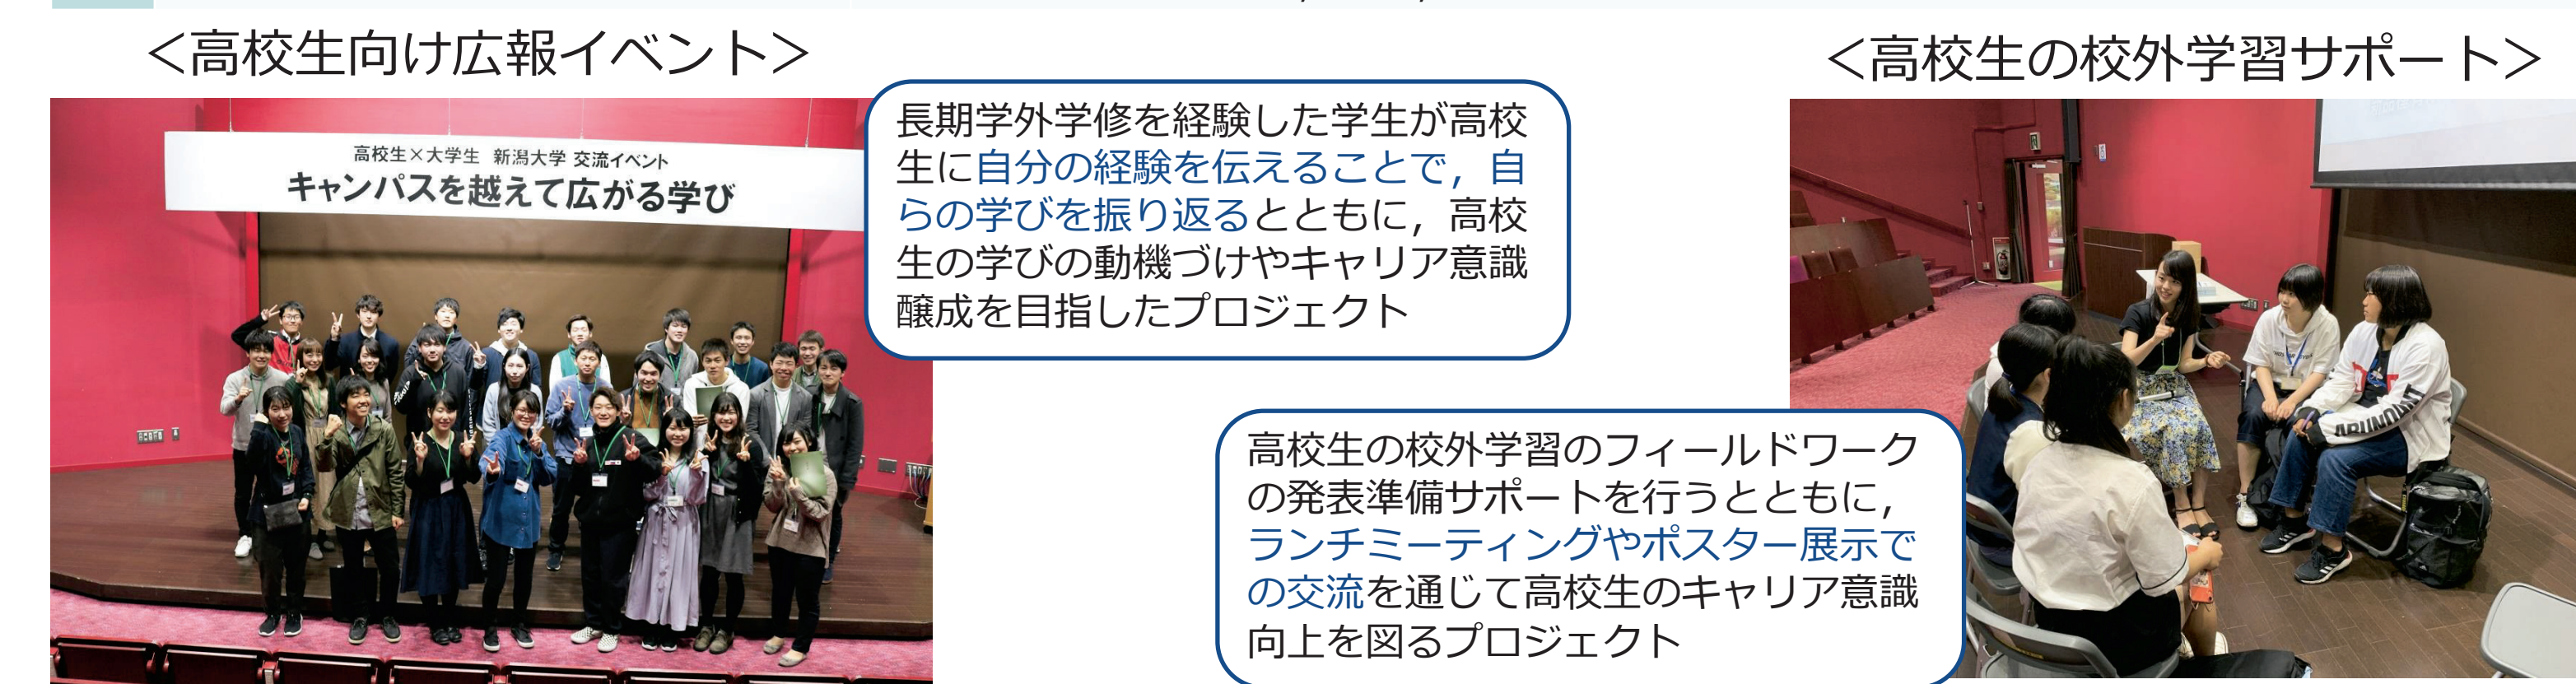 ＜高校生向け広報イベント＞
高校生×大学生 新潟大学 交流イベント
キャンパスを越えて広がる学び
長期学外学修を経験した学生が高校
生に自分の経験を伝えることで，自
らの学びを振り返るとともに，高校
生の学びの動機づけやキャリア意識
醸成を目指したプロジェクト
＜高校生の校外学習サポート＞
高校生の校外学習のフィールドワーク
の発表準備サポートを行うとともに，
ランチミーティングやポスター展示で
の交流を通じて高校生のキャリア意識
向上を図るプロジェクト